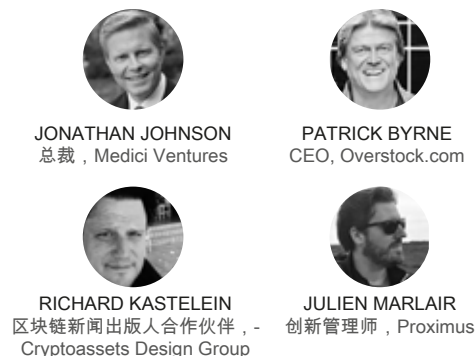 JONATHAN JOHNSON
总裁，Medici Ventures
PATRICK BYRNE
CEO, Overstock.com
RICHARD KASTELEIN
区块链新闻出版人合作伙伴，-
Cryptoassets Design Group
JULIEN MARLAIR
创新管理师，Proximus